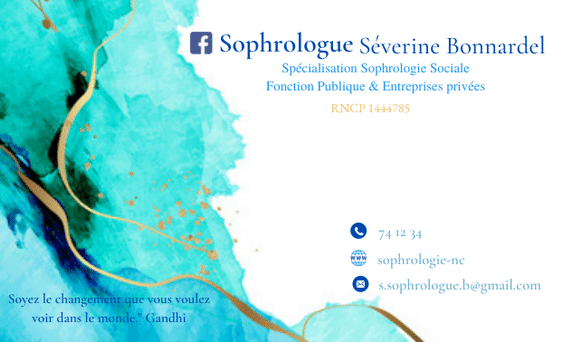 Sophrologue Séverine Bonnardel
Spécialisation Sophrologie Sociale
Fonction Publique & Entreprises privées
RNCP 1444785
74 12 34
www sophrologie-nc
s.sophrologue.b@gmail.com
Soyez le changement que vous voulez
voir dans le monde." Gandhi